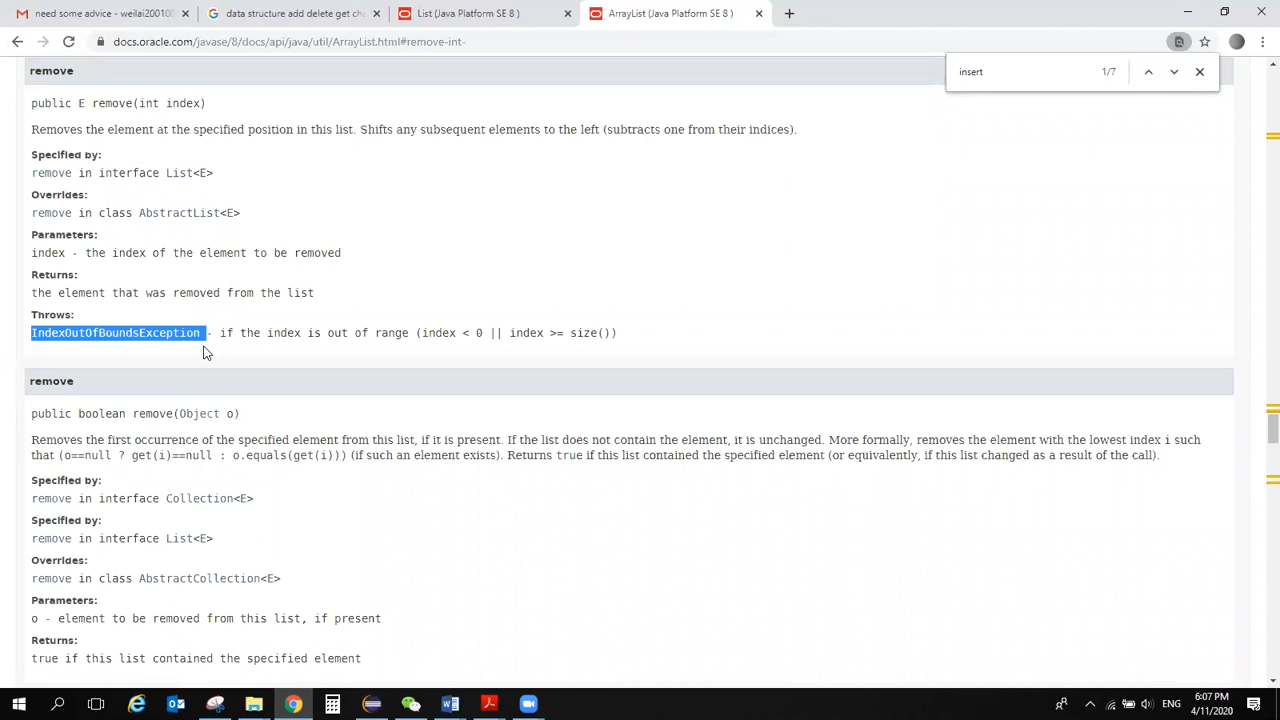 need some advice - weilai200100
data structure add delete get ch
List (Java Platform SE 8 )
ArrayList (Java Platform SE 8 )
docs.oracle.com/javase/8/docs/api/java/util/ArrayList.html#remove-int-
insert
1/7
remove
public E remove(int index)
Removes the element at the specified position in this list. Shifts any subsequent elements to the left (subtracts one from their indices).
Specified by:
remove in interface List<E>
Overrides:
remove in class AbstractList<E>
Parameters:
index - the index of the element to be removed
Returns:
the element that was removed from the list
Throws:
IndexOutOfBoundsException - if the index is out of range (index < 0 || index >= size())
remove
public boolean remove(Object o)
Removes the first occurrence of the specified element from this list, if it is present. If the list does not contain the element, it is unchanged. More formally, removes the element with the lowest index i such
that (o==null ? get(i)==null : o.equals(get(i))) (if such an element exists). Returns true if this list contained the specified element (or equivalently, if this list changed as a result of the call).
Specified by:
remove in interface Collection<E>
Specified by:
remove in interface List<E>
Overrides:
remove in class AbstractCollection<E>
Parameters:
o - element to be removed from this list, if present
Returns:
true if this list contained the specified element
ENG
6:07 PM
4/11/2020